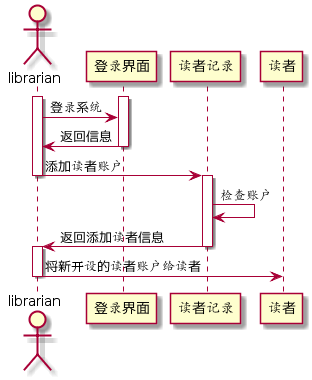 librarian
登录界面
读者记录
读者
登录系统
返回信息
添加读者账户
检查账户
返回添加读者信息
将新开设的读者账户给读者
librarian
登录界面
读者记录
读者